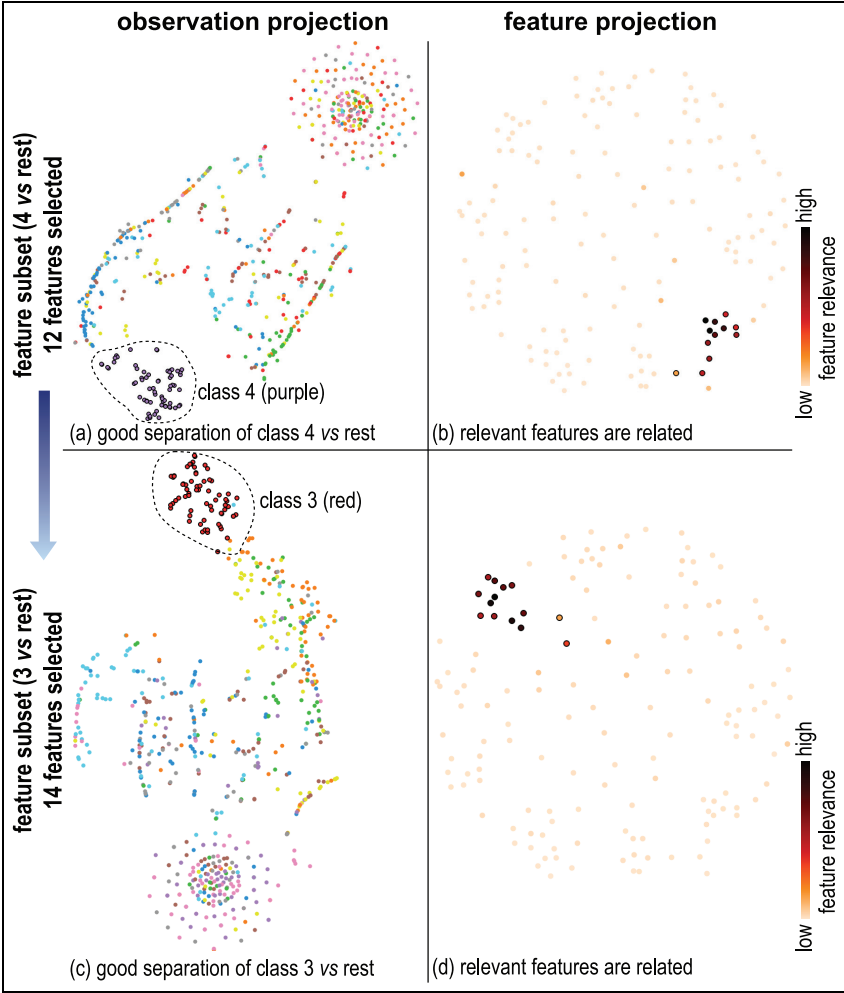 observation projection
feature projection
feature subset (4 vs rest)
12 features selected
class 4 (purple)
(a) good separation of class 4 vs rest
high
feature relevance
low
(b) relevant features are related
class 3 (red)
feature subset (3 vs rest)
14 features selected
(c) good separation of class 3 vs rest
high
feature relevance
low
(d) relevant features are related